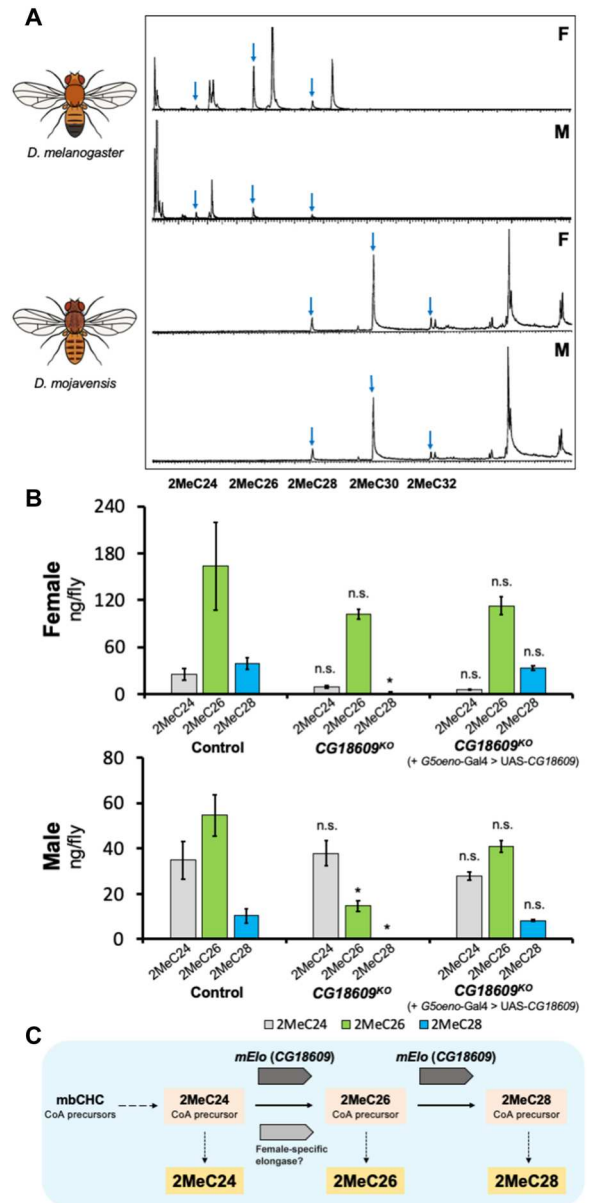 A
F
D. melanogaster
M
F
D. mojavensis
M
2MeC24 2MeC26 2MeC28 2MeC30 2MeC32
B
Female
ng/fly
240
180
120
60
0
n.s.
n.s.
*
n.s.
n.s.
n.s.
2MeC24 2MeC26 2MeC28
2MeC24 2MeC26 2MeC28
2MeC24 2MeC26 2MeC28
Control
CG18609KO
CG18609KO
(+ G5oeno-Gal4 > UAS-CG18609)
Male
ng/fly
80
60
40
20
0
n.s.
*
*
n.s.
n.s.
n.s.
2MeC24 2MeC26 2MeC28
2MeC24 2MeC26 2MeC28
2MeC24 2MeC26 2MeC28
Control
CG18609KO
CG18609KO
(+ G5oeno-Gal4 > UAS-CG18609)
2MeC24 2MeC26 2MeC28
C
mElo (CG18609) mElo (CG18609)
mbCHC
CoA precursors
2MeC24
CoA precursor
2MeC26
CoA precursor
2MeC28
CoA precursor
Female-specific
elongase?
2MeC24 2MeC26 2MeC28